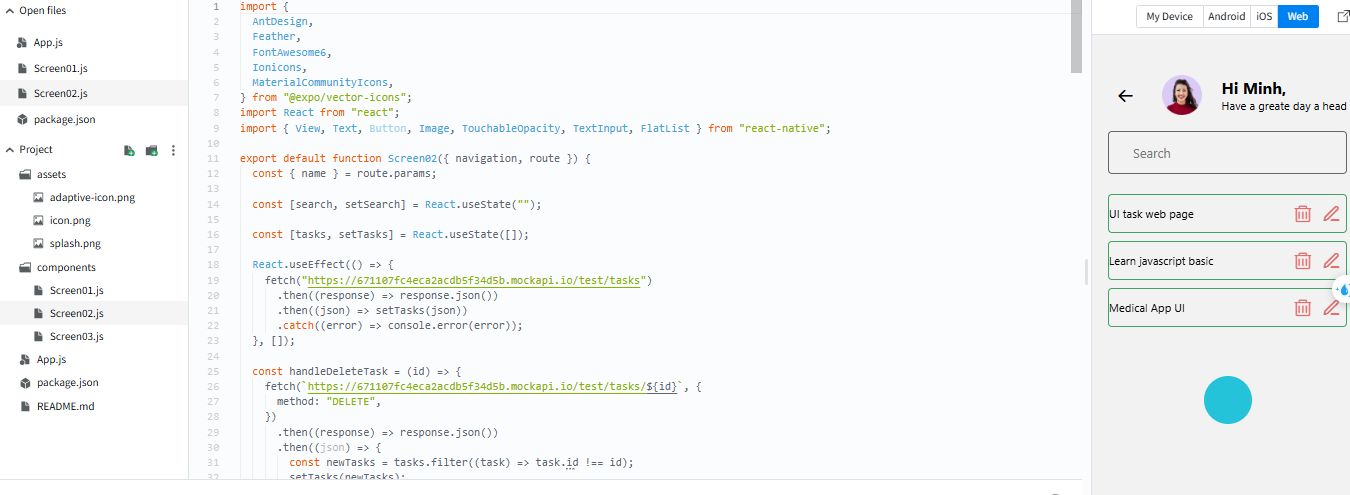 Open files
App.js
Screen01.js
Screen02.js
package.json
Project
assets
adaptive-icon.png
icon.png
splash.png
components
Screen01.js
Screen02.js
Screen03.js
App.js
package.json
README.md
1 import {
2 AntDesign,
3 Feather,
4 FontAwesome6,
5 Ionicons,
6 MaterialCommunityIcons,
7 } from "@expo/vector-icons";
8 import React from "react";
9 import { View, Text, Button, Image, TouchableOpacity, TextInput, FlatList } from "react-native";
10
11 export default function Screen02({ navigation, route }) {
12 const { name } = route.params;
13
14 const [search, setSearch] = React.useState("");
15
16 const [tasks, setTasks] = React.useState([]);
17
18 React.useEffect(() => {
19 fetch("https://671107fc4eca2acdb5f34d5b.mockapi.io/test/tasks")
20 .then((response) => response.json())
21 .then((json) => setTasks(json))
22 .catch((error) => console.error(error));
23 }, []);
24
25 const handleDeleteTask = (id) => {
26 fetch(`https://671107fc4eca2acdb5f34d5b.mockapi.io/test/tasks/${id}`, {
27 method: "DELETE",
28 })
29 .then((response) => response.json())
30 .then((json) => {
31 const newTasks = tasks.filter((task) => task.id !== id);
32 setTasks(newTasks);
My Device
Android
iOS
Web
Hi Minh,
Have a greate day a head
Search
UI task web page
Learn javascript basic
Medical App UI